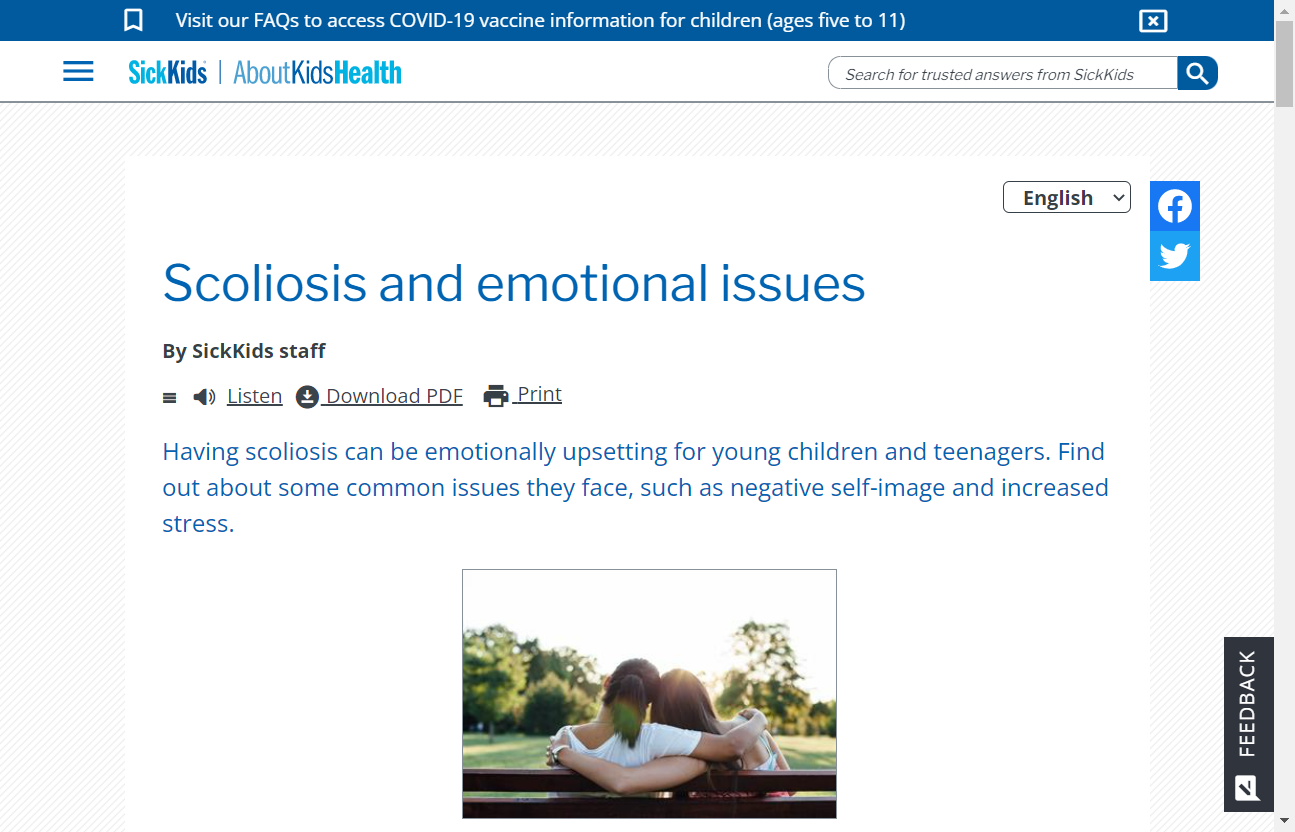 Visit our FAQs to access COVID-19 vaccine information for children (ages five to 11)
SickKids | AboutKidsHealth
Search for trusted answers from SickKids
English
Scoliosis and emotional issues
By SickKids staff
Listen Download PDF Print
Having scoliosis can be emotionally upsetting for young children and teenagers. Find
out about some common issues they face, such as negative self-image and increased
stress.
FEEDBACK